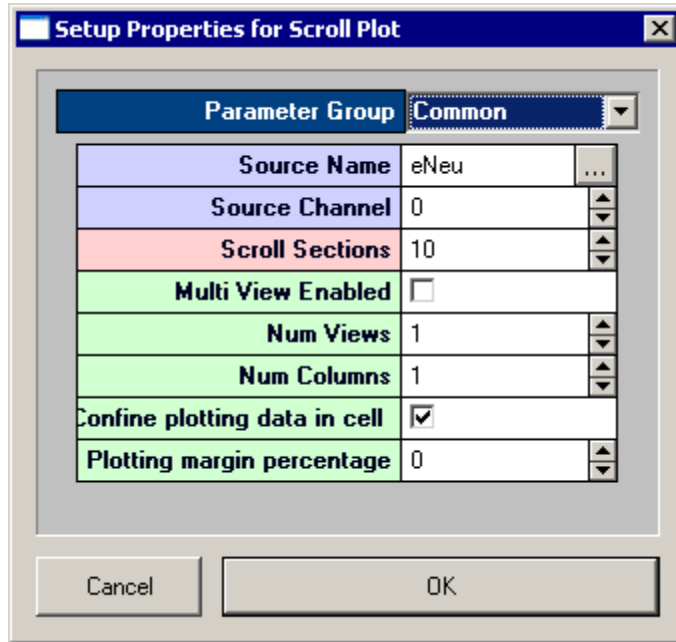 Setup Properties for Scroll Plot
Parameter Group Common
Source Name eNeu ...
Source Channel 0
Scroll Sections 10
Multi View Enabled
Num Views 1
Num Columns 1
Confine plotting data in cell
Plotting margin percentage 0
Cancel OK